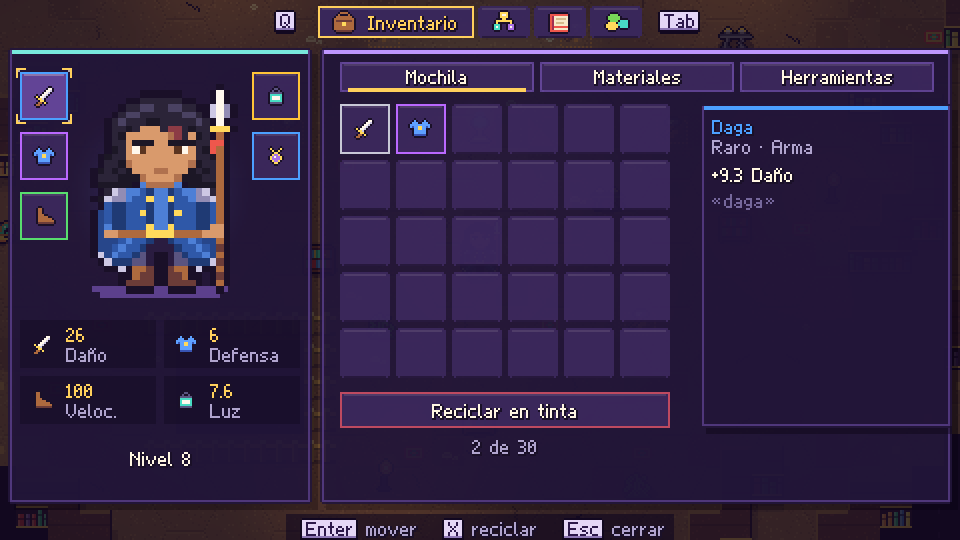 Q Inventario Tab
Mochila Materiales Herramientas
Daga
Raro · Arma
+9.3 Daño
«daga»
26
Daño
6
Defensa
100
Veloc.
7.6
Luz
Nivel 8
Reciclar en tinta
2 de 30
Enter mover X reciclar Esc cerrar